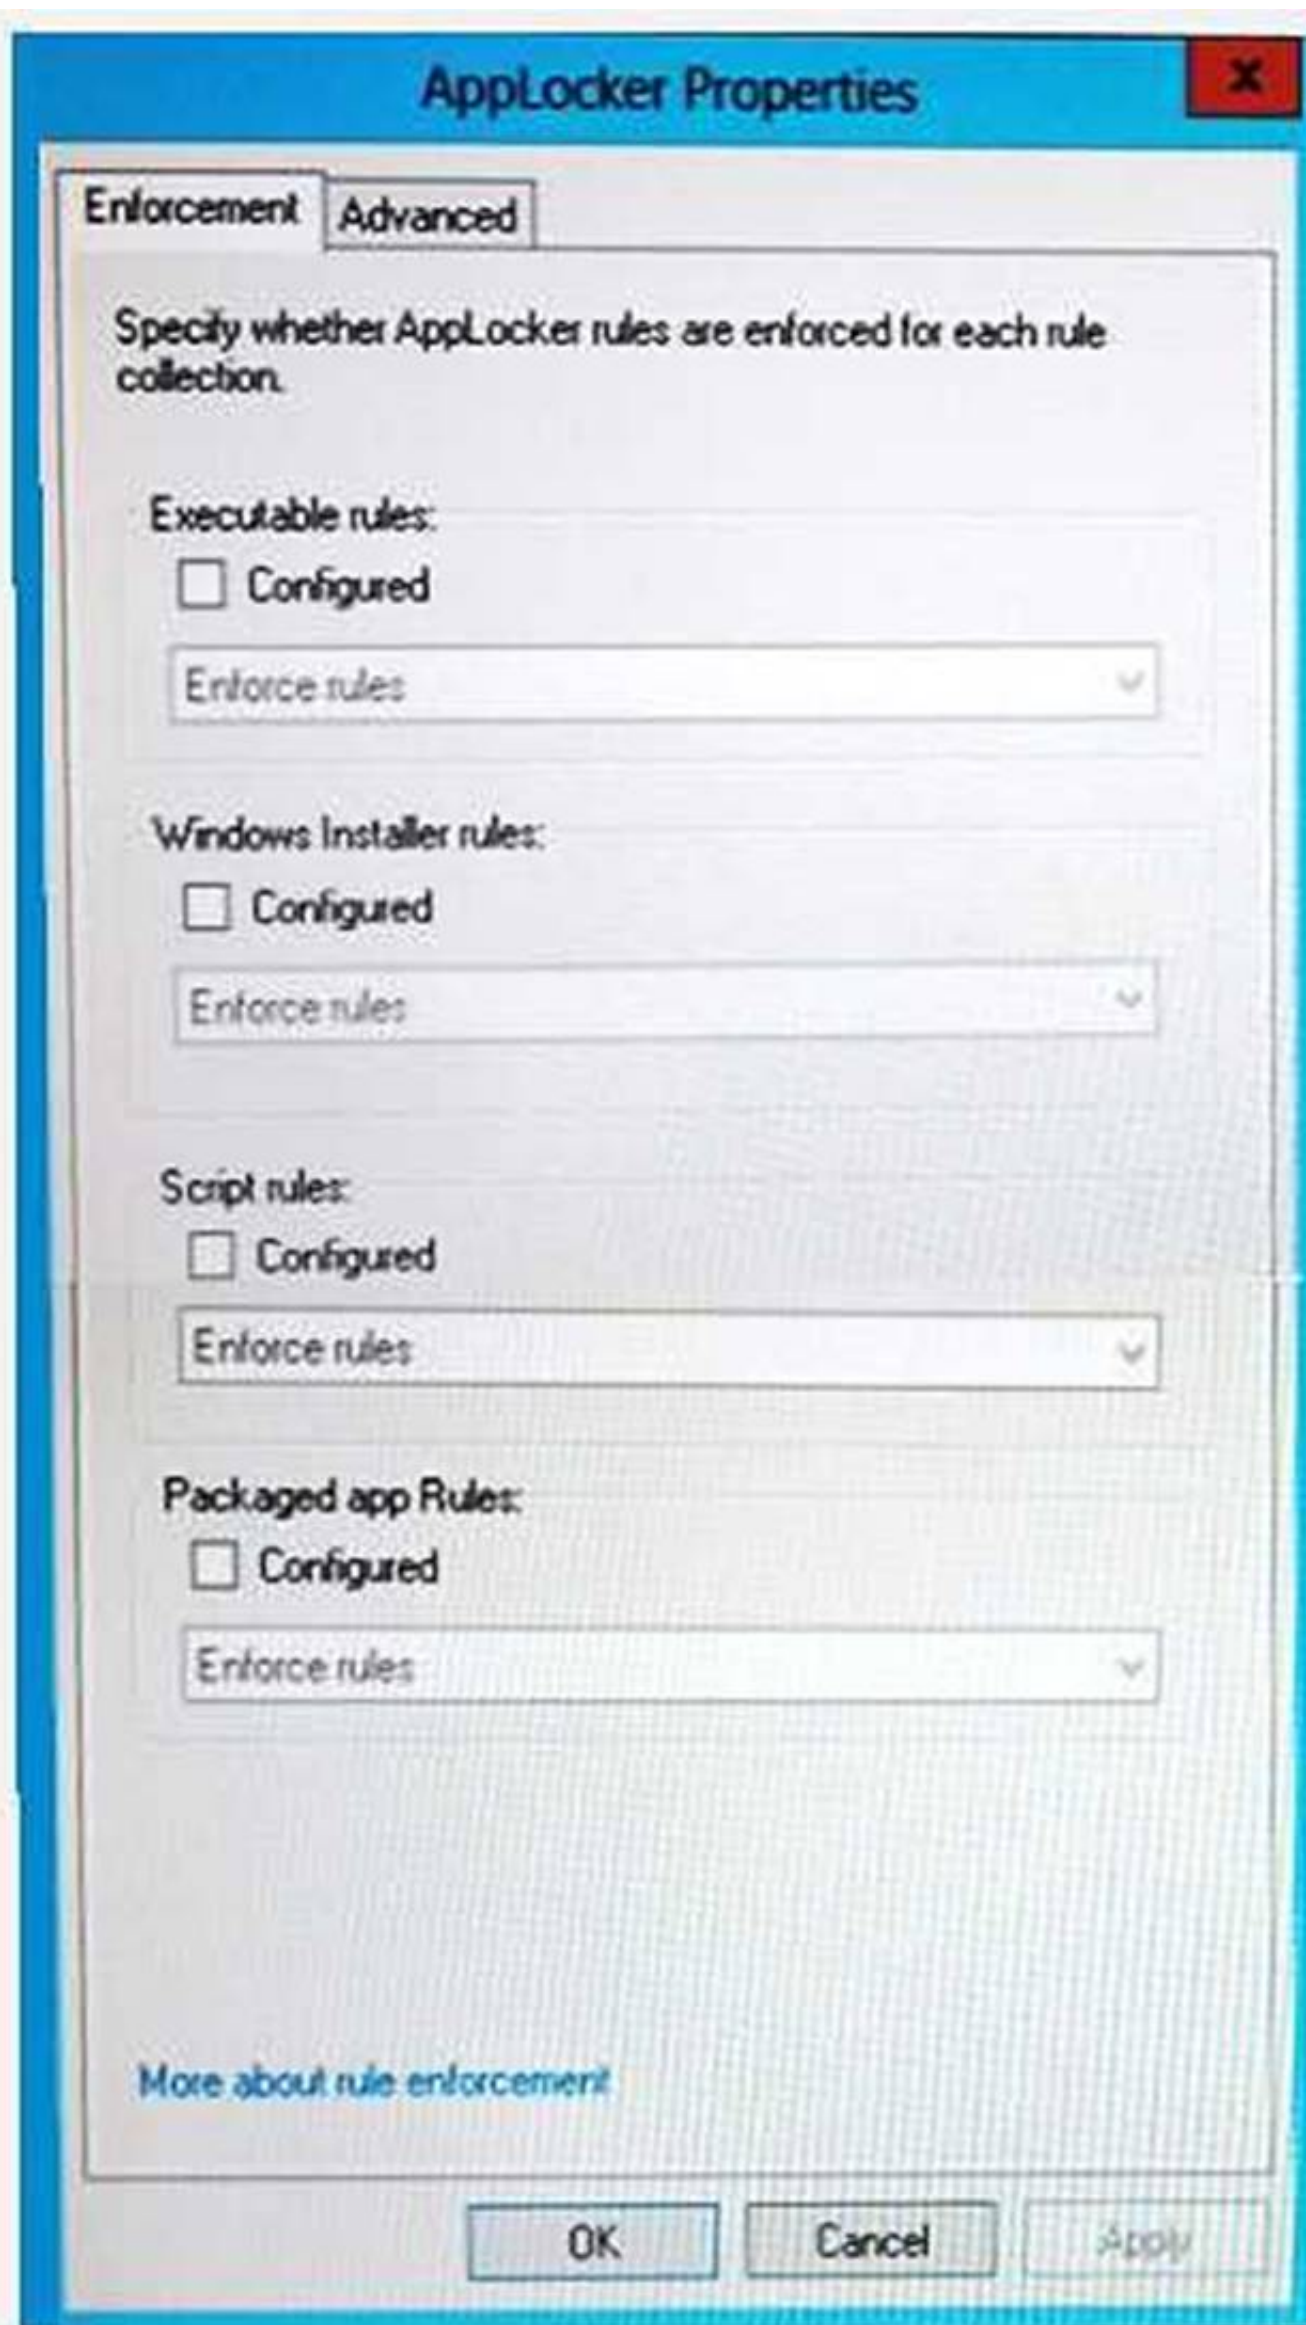 AppLocker Properties
x
Enforcement
Advanced
Specify whether AppLocker rules are enforced for each rule
collection.
Executable rules:
Configured
Enforce rules
Windows Installer rules:
Configured
Enforce rules
Script rules:
Configured
Enforce rules
Packaged app Rules:
Configured
Enforce rules
More about rule enforcement
OK
Cancel
Apply